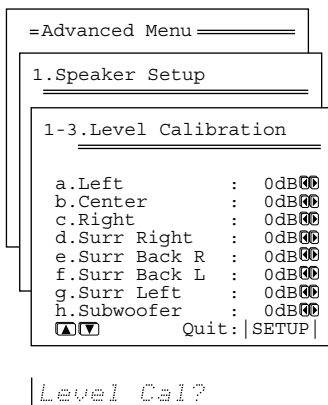 Advanced Menu
1.Speaker Setup
1-3.Level Calibration
a.Left : 0dB
b.Center : 0dB
c.Right : 0dB
d.Surr Right : 0dB
e.Surr Back R : 0dB
f.Surr Back L : 0dB
g.Surr Left : 0dB
h.Subwoofer : 0dB
Quit:|SETUP|
Level Cal?